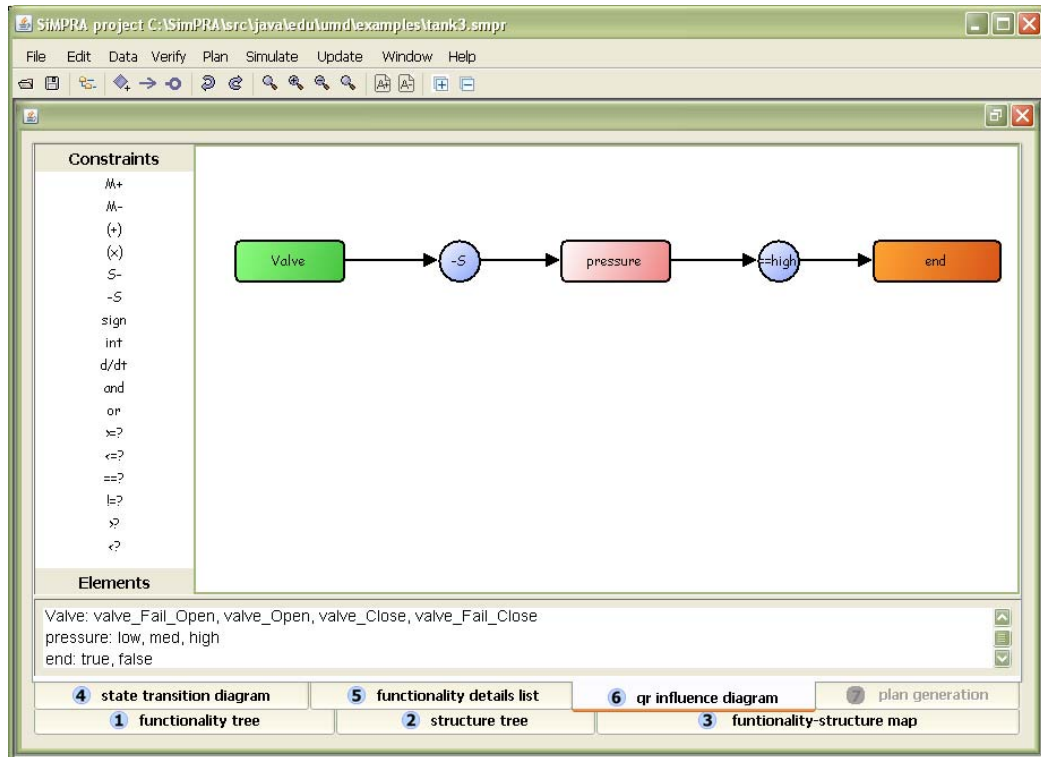 SiMPRA project C:\SimPRA\src\java\edu\umd\examples\tank3.smpr
File Edit Data Verify Plan Simulate Update Window Help
A+ A-
Constraints
M+
M-
(+)
(x)
S-
-S
sign
int
d/dt
and
or
>=?
<=?
==?
!=?
>?
<?
Elements
Valve -S pressure ==high end
Valve: valve_Fail_Open, valve_Open, valve_Close, valve_Fail_Close
pressure: low, med, high
end: true, false
4 state transition diagram 5 functionality details list 6 qr influence diagram 7 plan generation
1 functionality tree 2 structure tree 3 funtionality-structure map